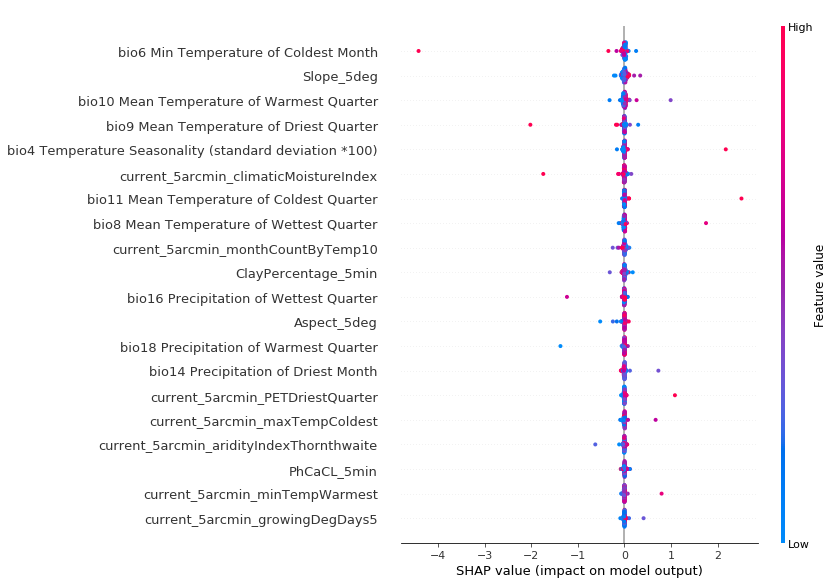 High
bio6 Min Temperature of Coldest Month
Slope_5deg
bio10 Mean Temperature of Warmest Quarter
bio9 Mean Temperature of Driest Quarter
bio4 Temperature Seasonality (standard deviation *100)
current_5arcmin_climaticMoistureIndex
bio11 Mean Temperature of Coldest Quarter
bio8 Mean Temperature of Wettest Quarter
current_5arcmin_monthCountByTemp10
ClayPercentage_5min
bio16 Precipitation of Wettest Quarter
Aspect_5deg
bio18 Precipitation of Warmest Quarter
bio14 Precipitation of Driest Month
current_5arcmin_PETDriestQuarter
current_5arcmin_maxTempColdest
current_5arcmin_aridityIndexThornthwaite
PhCaCL_5min
current_5arcmin_minTempWarmest
current_5arcmin_growingDegDays5
Feature value
Low
−4 −3 −2 −1 0 1 2
SHAP value (impact on model output)